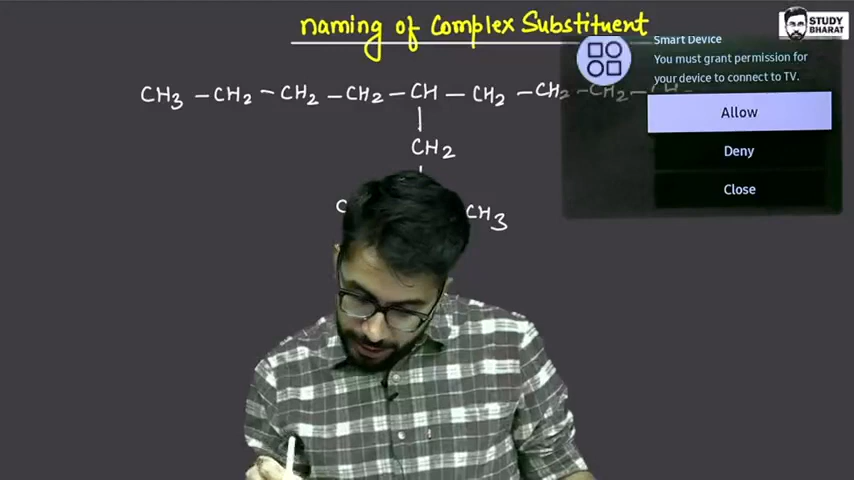 naming of Complex Substituent
STUDY
BHARAT
Smart Device
You must grant permission for
your device to connect to TV.
Allow
Deny
Close
CH3 - CH2 - CH2 - CH2 - CH - CH2 - CH2 - CH2 -
CH2
CH3